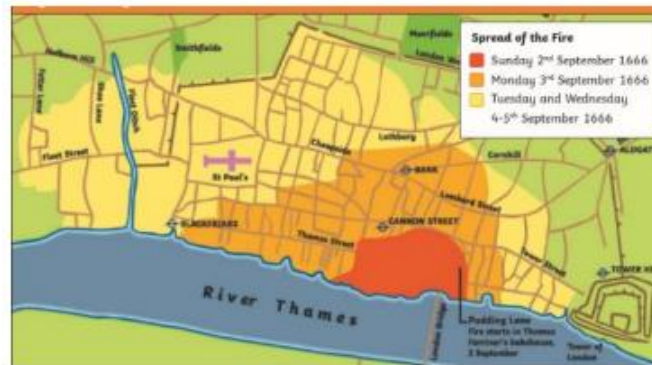 Spread of the Fire
Sunday 2nd September 1666
Monday 3rd September 1666
Tuesday and Wednesday
4-5th September 1666
Smithfields
Moorfields
London
Holborn Hill
Fetter Lane
Shoe Lane
Fleet Ditch
Fleet Street
Cheapside
Lothbury
Cornhill
St Paul's
BANK
Lombard Street
BLACKFRIARS
CANNON STREET
Thames Street
Tower Street
River Thames
London Bridge
Pudding Lane
Fire starts in Thomas
Farriner's bakehouse,
2 September
Tower of
London